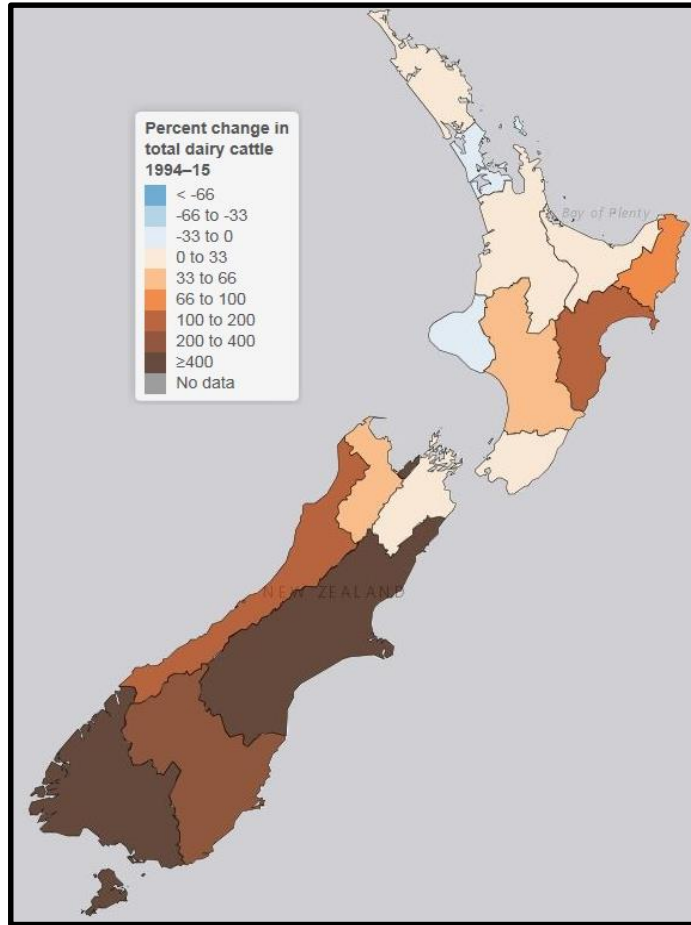 Bay of Plenty
Percent change in
total dairy cattle
1994–15
< -66
-66 to -33
-33 to 0
0 to 33
33 to 66
66 to 100
100 to 200
200 to 400
≥400
No data
NEW ZEALAND